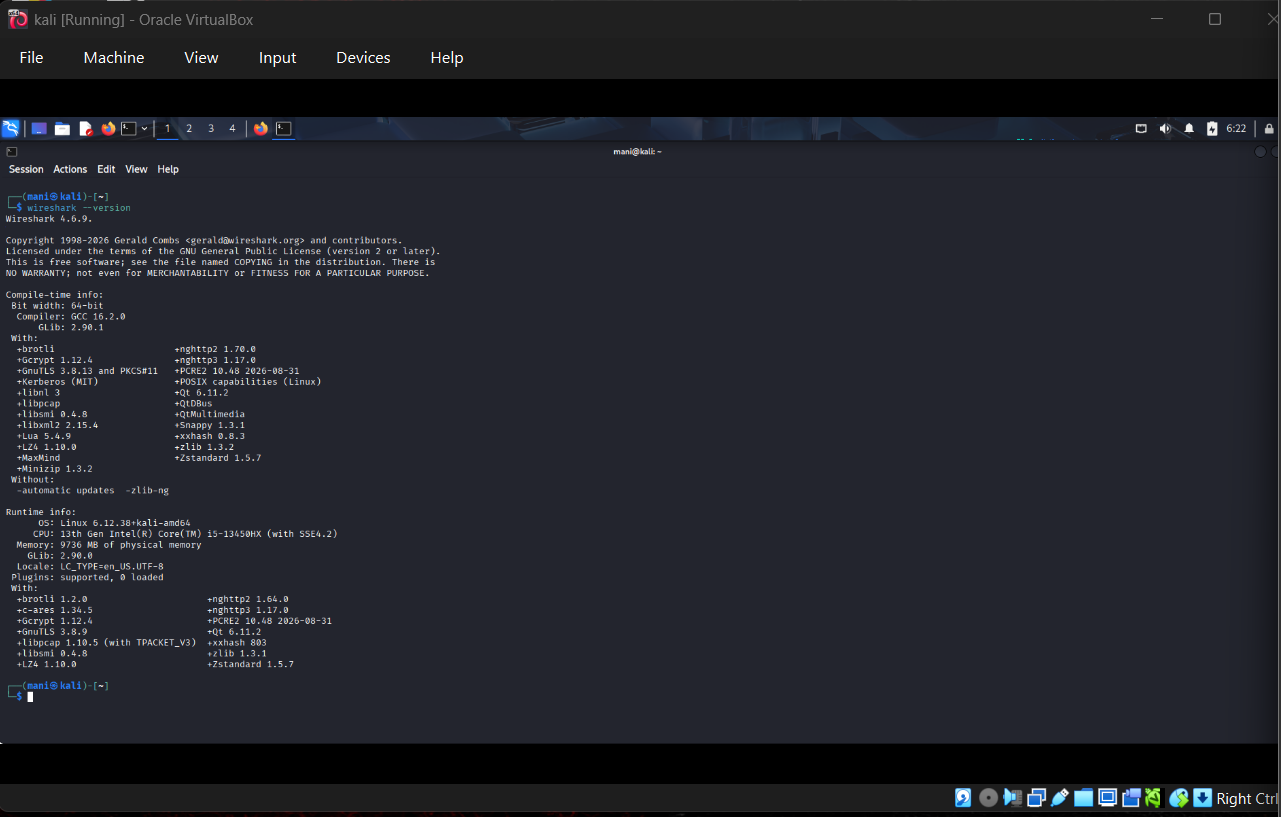 kali [Running] - Oracle VirtualBox
File Machine View Input Devices Help
1 2 3 4 6:22
mani@kali: ~
Session Actions Edit View Help
(mani㉿kali)-[~]
$ wireshark --version
Wireshark 4.6.9.
Copyright 1998-2026 Gerald Combs <gerald@wireshark.org> and contributors.
Licensed under the terms of the GNU General Public License (version 2 or later).
This is free software; see the file named COPYING in the distribution. There is
NO WARRANTY; not even for MERCHANTABILITY or FITNESS FOR A PARTICULAR PURPOSE.
Compile-time info:
Bit width: 64-bit
Compiler: GCC 16.2.0
GLib: 2.90.1
With:
+brotli +nghttp2 1.70.0
+Gcrypt 1.12.4 +nghttp3 1.17.0
+GnuTLS 3.8.13 and PKCS#11 +PCRE2 10.48 2026-08-31
+Kerberos (MIT) +POSIX capabilities (Linux)
+libnl 3 +Qt 6.11.2
+libpcap +QtDBus
+libsmi 0.4.8 +QtMultimedia
+libxml2 2.15.4 +Snappy 1.3.1
+Lua 5.4.9 +xxhash 0.8.3
+LZ4 1.10.0 +zlib 1.3.2
+MaxMind +Zstandard 1.5.7
+Minizip 1.3.2
Without:
-automatic updates -zlib-ng
Runtime info:
OS: Linux 6.12.38+kali-amd64
CPU: 13th Gen Intel(R) Core(TM) i5-13450HX (with SSE4.2)
Memory: 9736 MB of physical memory
GLib: 2.90.0
Locale: LC_TYPE=en_US.UTF-8
Plugins: supported, 0 loaded
With:
+brotli 1.2.0 +nghttp2 1.64.0
+c-ares 1.34.5 +nghttp3 1.17.0
+Gcrypt 1.12.4 +PCRE2 10.48 2026-08-31
+GnuTLS 3.8.9 +Qt 6.11.2
+libpcap 1.10.5 (with TPACKET_V3) +xxhash 803
+libsmi 0.4.8 +zlib 1.3.1
+LZ4 1.10.0 +Zstandard 1.5.7
(mani㉿kali)-[~]
$
Right Ctrl